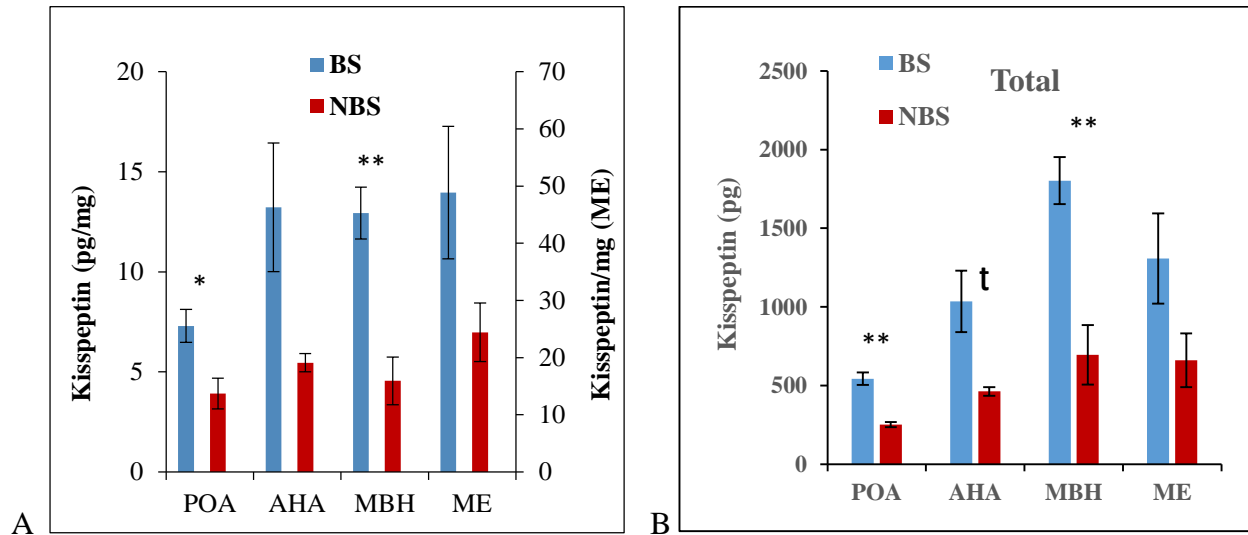 A
BS
NBS
Kisspeptin (pg/mg)
20
15
10
5
0
Kisspeptin/mg (ME)
70
60
50
40
30
20
10
0
*
**
POA AHA MBH ME
B
Total
BS
NBS
Kisspeptin (pg)
2500
2000
1500
1000
500
0
**
t
**
POA AHA MBH ME